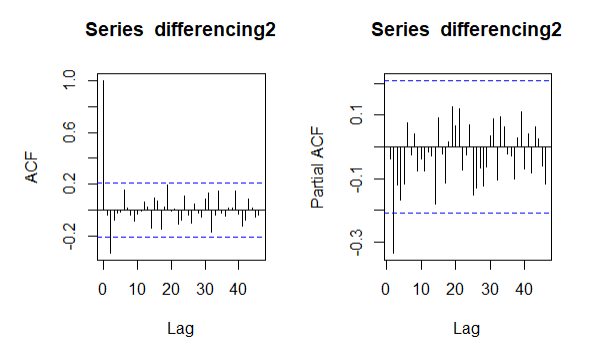 Series differencing2
Series differencing2
ACF
1.0
0.6
0.2
-0.2
0 10 20 30 40
Lag
Partial ACF
0.1
-0.1
-0.3
0 10 20 30 40
Lag